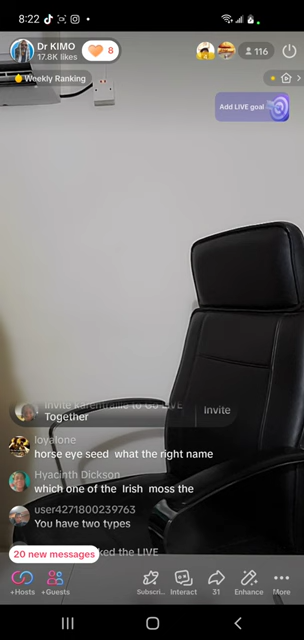 8:22
Dr KIMO
17.8K likes
8
116
Weekly Ranking
Add LIVE goal
Together
Invite
loyalone
horse eye seed what the right name
Hyacinth Dickson
which one of the Irish moss the
user4271800239763
You have two types
20 new messages
ked the LIVE
+Hosts
+Guests
Subscri...
Interact
31
Enhance
More